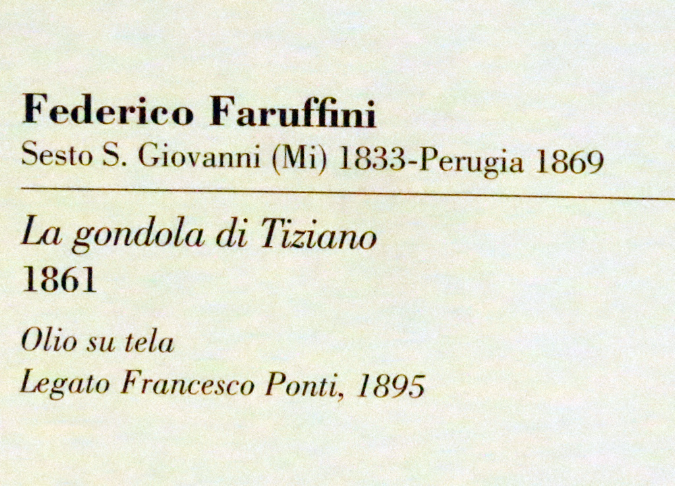 Federico Faruffini
Sesto S. Giovanni (Mi) 1833-Perugia 1869
La gondola di Tiziano
1861
Olio su tela
Legato Francesco Ponti, 1895